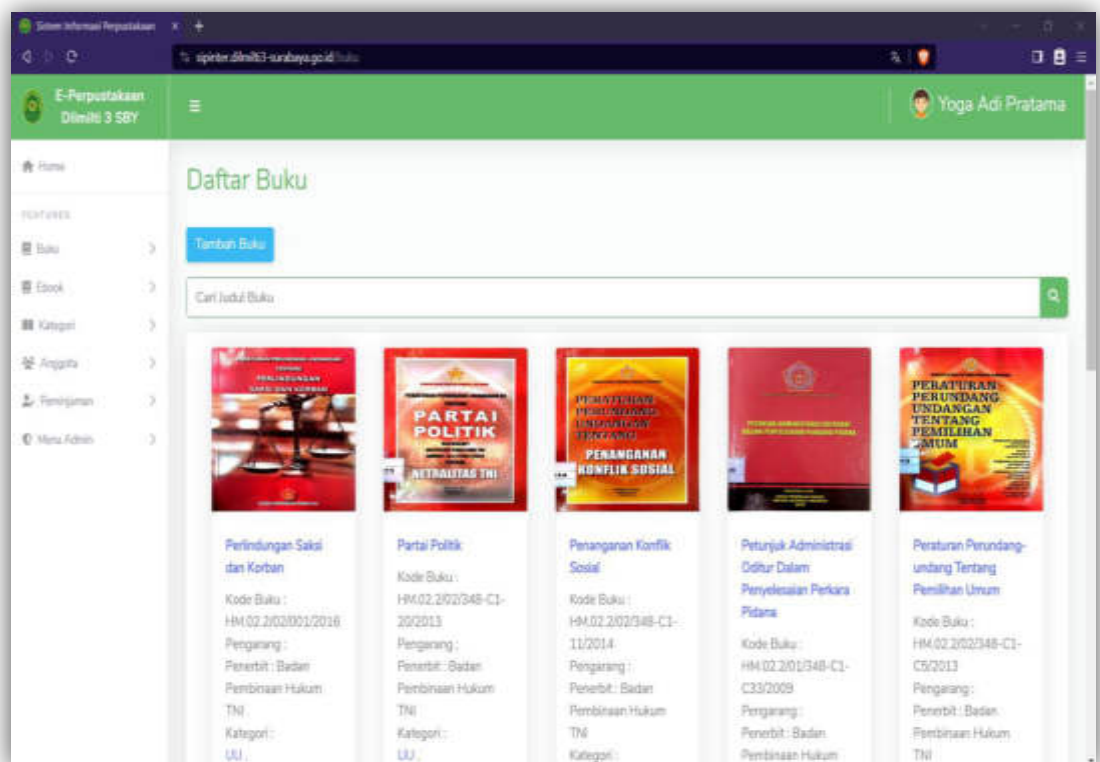 Sistem Informasi Perpustakaan
sipinter.dilmilti3-surabaya.go.id/buku
E-Perpustakaan
Dilmilti 3 SBY
Yoga Adi Pratama
Home
FEATURES
Buku
Ebook
Kategori
Anggota
Peminjaman
Menu Admin
Daftar Buku
Tambah Buku
Cari Judul Buku
TENTANG
PERLINDUNGAN
SAKSI DAN KORBAN
PARTAI
POLITIK
NETRALITAS TNI
PERATURAN
PERUNDANG
UNDANGAN
TENTANG
PENANGANAN
KONFLIK SOSIAL
PERATURAN
PERUNDANG
UNDANGAN
TENTANG
PEMILIHAN
UMUM
Perlindungan Saksi
dan Korban
Kode Buku :
HM.02.2/02/001/2016
Pengarang :
Penerbit : Badan
Pembinaan Hukum
TNI
Kategori :
UU .
Partai Politik
Kode Buku :
HM.02.2/02/348-C1-
20/2013
Pengarang :
Penerbit : Badan
Pembinaan Hukum
TNI
Kategori :
UU .
Penanganan Konflik
Sosial
Kode Buku :
HM.02.2/02/348-C1-
11/2014
Pengarang :
Penerbit : Badan
Pembinaan Hukum
TNI
Kategori :
Petunjuk Administrasi
Oditur Dalam
Penyelesaian Perkara
Pidana
Kode Buku :
HM.02.2/01/348-C1-
C33/2009
Pengarang :
Penerbit : Badan
Pembinaan Hukum
Peraturan Perundang-
undang Tentang
Pemilihan Umum
Kode Buku :
HM.02.2/02/348-C1-
C5/2013
Pengarang :
Penerbit : Badan
Pembinaan Hukum
TNI